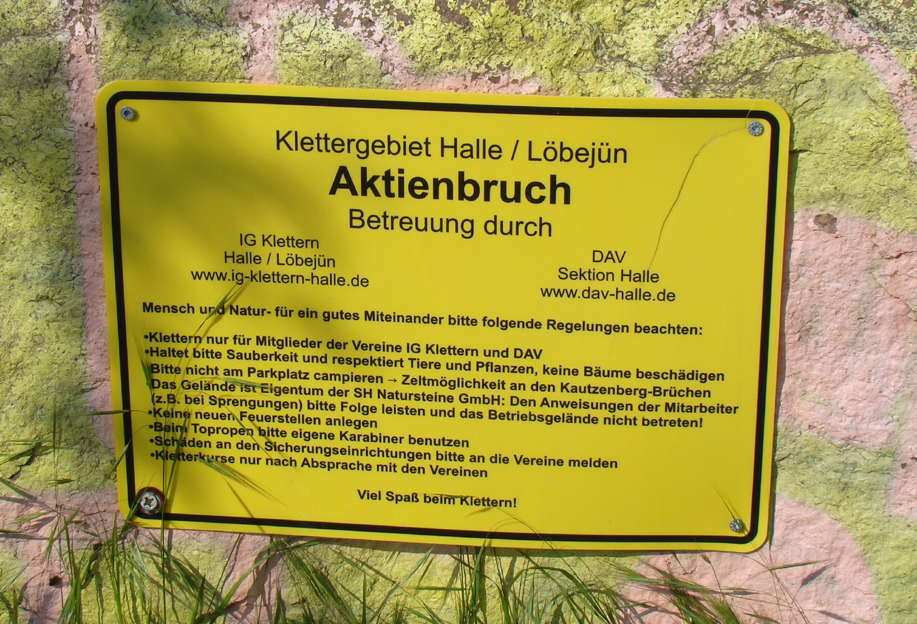 Klettergebiet Halle / Löbejün
Aktienbruch
Betreuung durch
IG Klettern
Halle / Löbejün
www.ig-klettern-halle.de
DAV
Sektion Halle
www.dav-halle.de
Mensch und Natur- für ein gutes Miteinander bitte folgende Regelungen beachten:
•Klettern nur für Mitglieder der Vereine IG Klettern und DAV
•Haltet bitte Sauberkeit und respektiert Tiere und Pflanzen, keine Bäume beschädigen
•Bitte nicht am Parkplatz campieren → Zeltmöglichkeit an den Kautzenberg-Brüchen
•Das Gelände ist Eigentum der SH Natursteine GmbH: Den Anweisungen der Mitarbeiter
(z.B. bei Sprengungen) bitte Folge leisten und das Betriebsgelände nicht betreten!
•Keine neuen Feuerstellen anlegen
•Beim Topropen bitte eigene Karabiner benutzen
•Schäden an den Sicherungseinrichtungen bitte an die Vereine melden
•Kletterkurse nur nach Absprache mit den Vereinen
Viel Spaß beim Klettern!